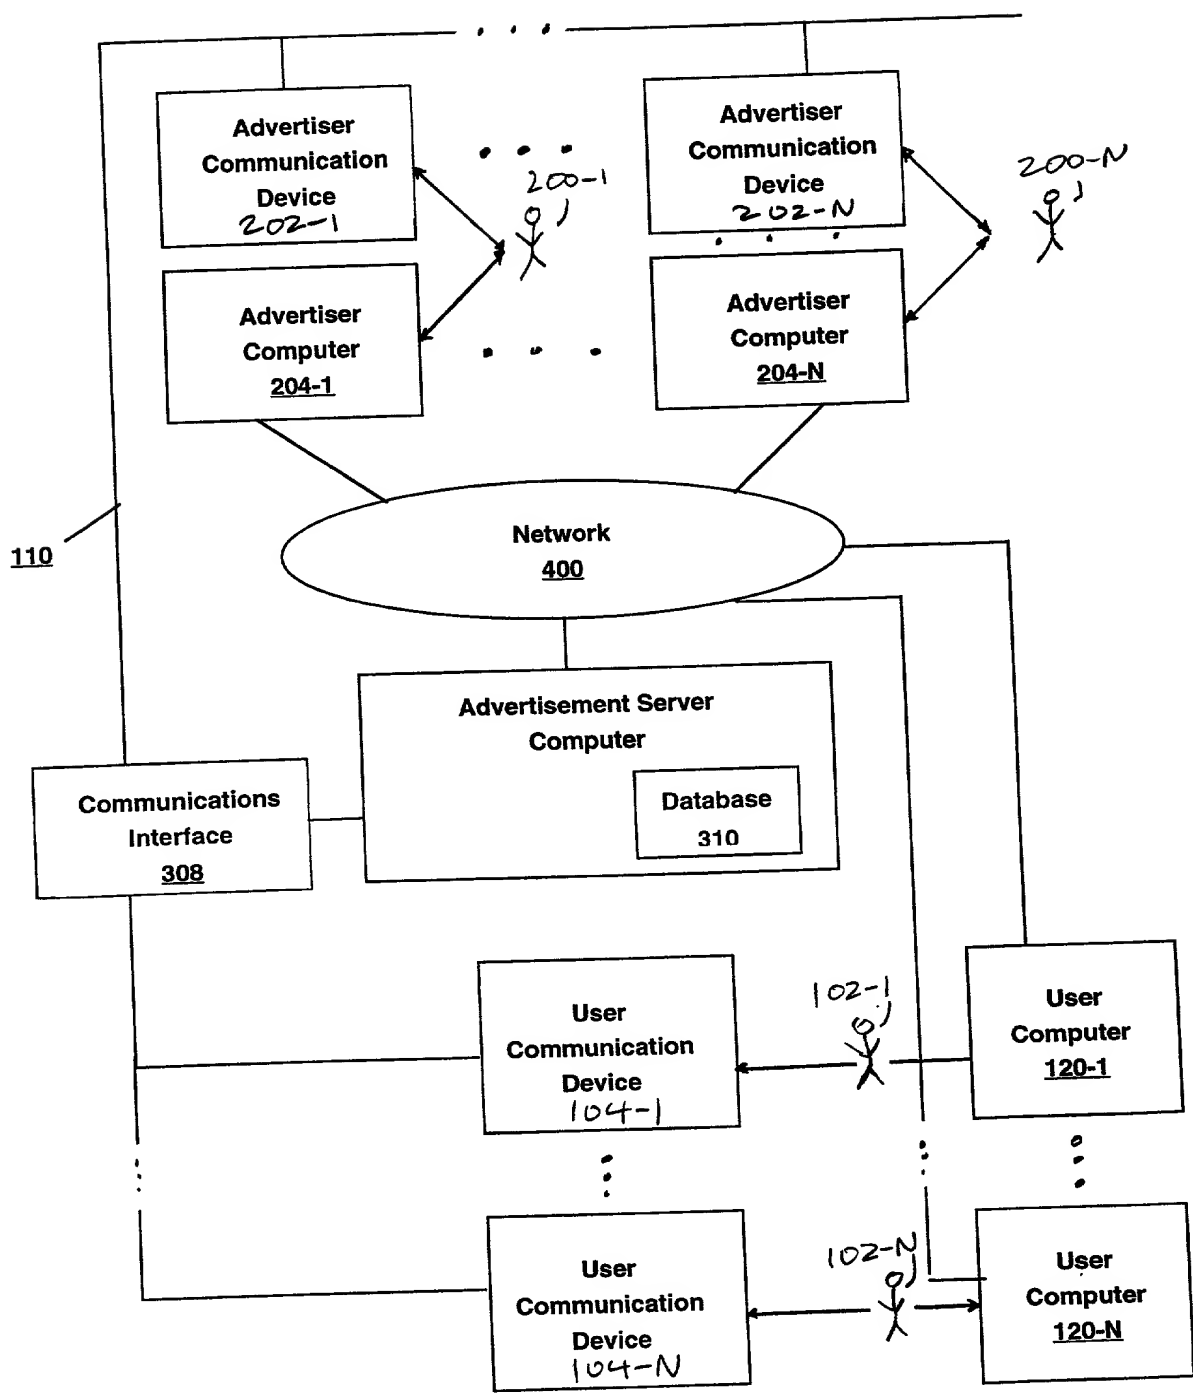 Advertiser
Communication
Device
202-1
200-1
Advertiser
Communication
Device
202-N
200-N
Advertiser
Computer
204-1
Advertiser
Computer
204-N
110
Network
400
Advertisement Server
Computer
Database
310
Communications
Interface
308
User
Communication
Device
104-1
102-1
User
Computer
120-1
User
Communication
Device
104-N
102-N
User
Computer
120-N